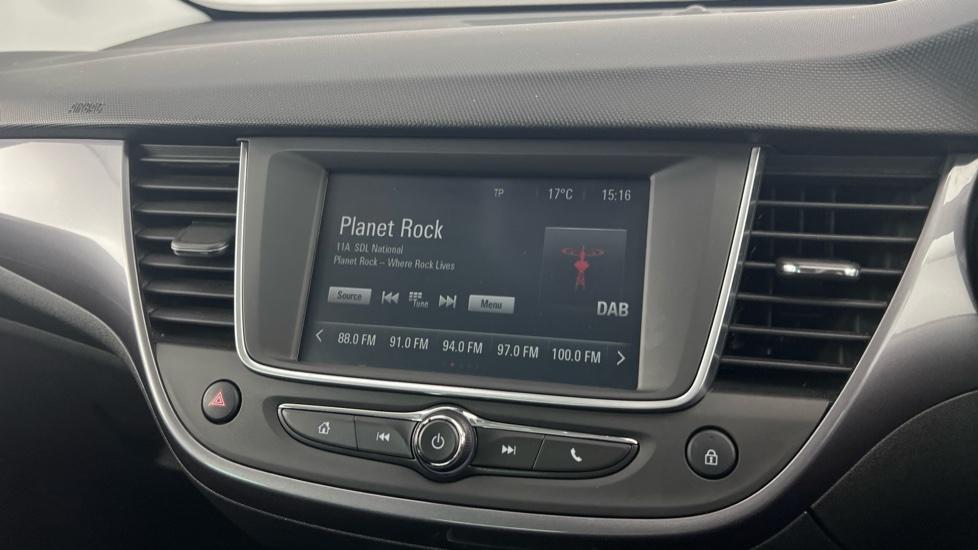 AIRBAG
TP 17°C 15:16
Planet Rock
11A SDL National
Planet Rock – Where Rock Lives
Source Tune Menu
DAB
88.0 FM 91.0 FM 94.0 FM 97.0 FM 100.0 FM